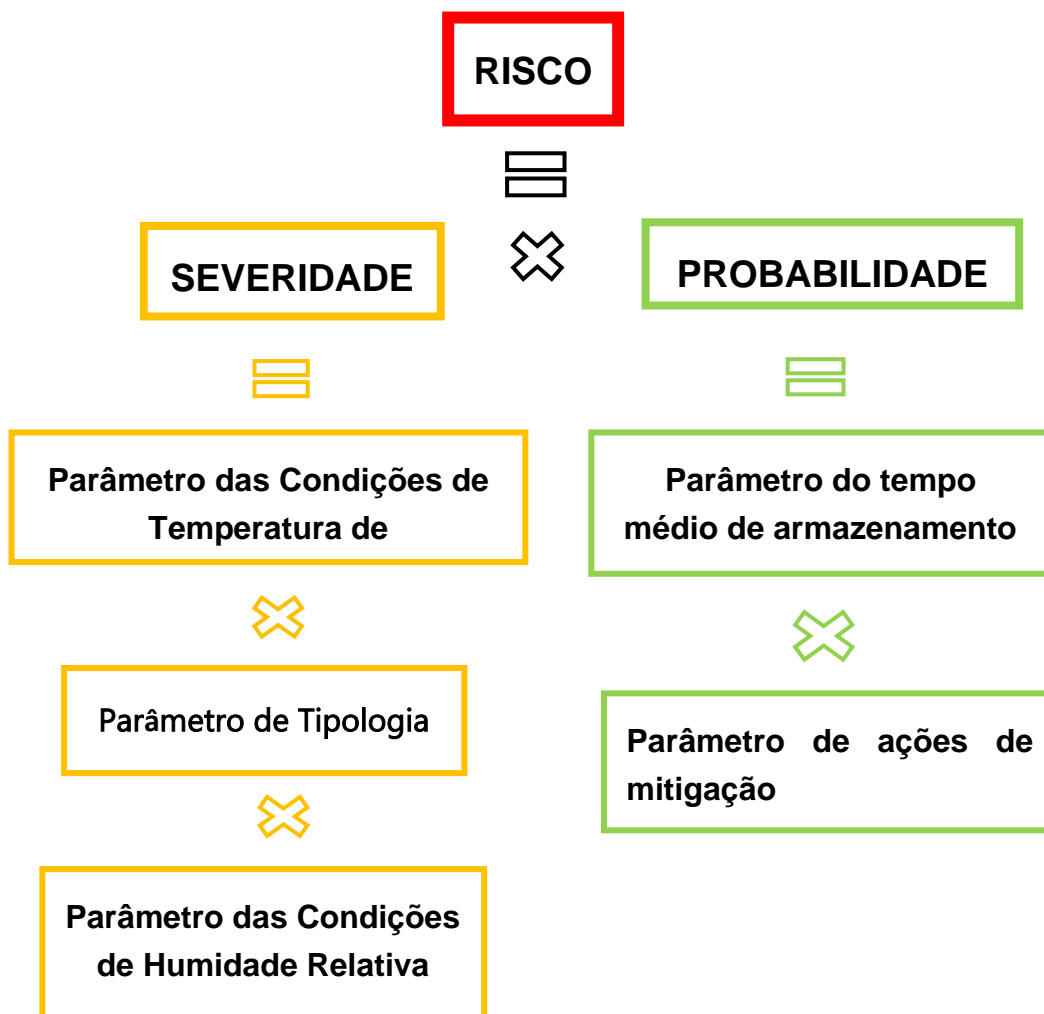 RISCO
SEVERIDADE
PROBABILIDADE
Parâmetro das Condições de
Temperatura de
Parâmetro do tempo
médio de armazenamento
Parâmetro de Tipologia
Parâmetro de ações de
mitigação
Parâmetro das Condições
de Humidade Relativa